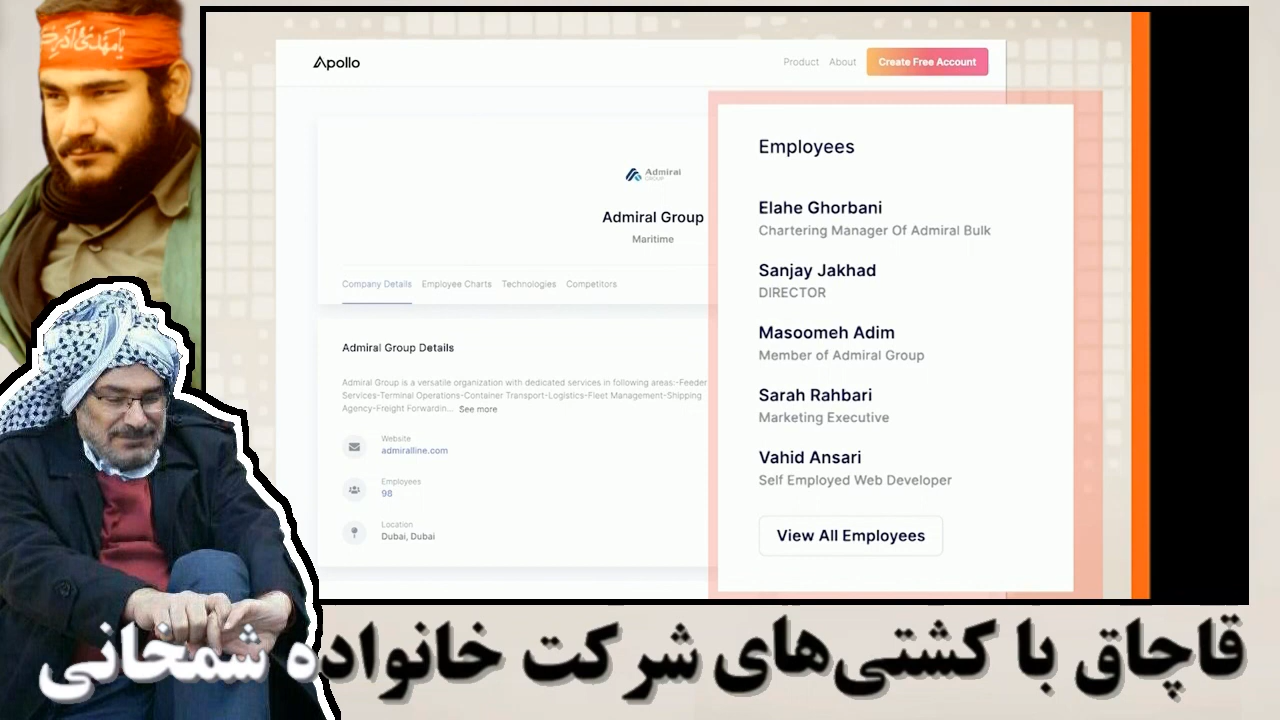 یا مهدی ادرکنی
Apollo
Product
About
Create Free Account
Admiral
GROUP
Admiral Group
Maritime
Company Details
Employee Charts
Technologies
Competitors
Admiral Group Details
Admiral Group is a versatile organization with dedicated services in following areas:-Feeder
Services-Terminal Operations-Container Transport-Logistics-Fleet Management-Shipping
Agency-Freight Forwardin... See more
Website
admiralline.com
Employees
98
Location
Dubai, Dubai
Employees
Elahe Ghorbani
Chartering Manager Of Admiral Bulk
Sanjay Jakhad
DIRECTOR
Masoomeh Adim
Member of Admiral Group
Sarah Rahbari
Marketing Executive
Vahid Ansari
Self Employed Web Developer
View All Employees
قاچاق با کشتی‌های شرکت خانواده شمخانی